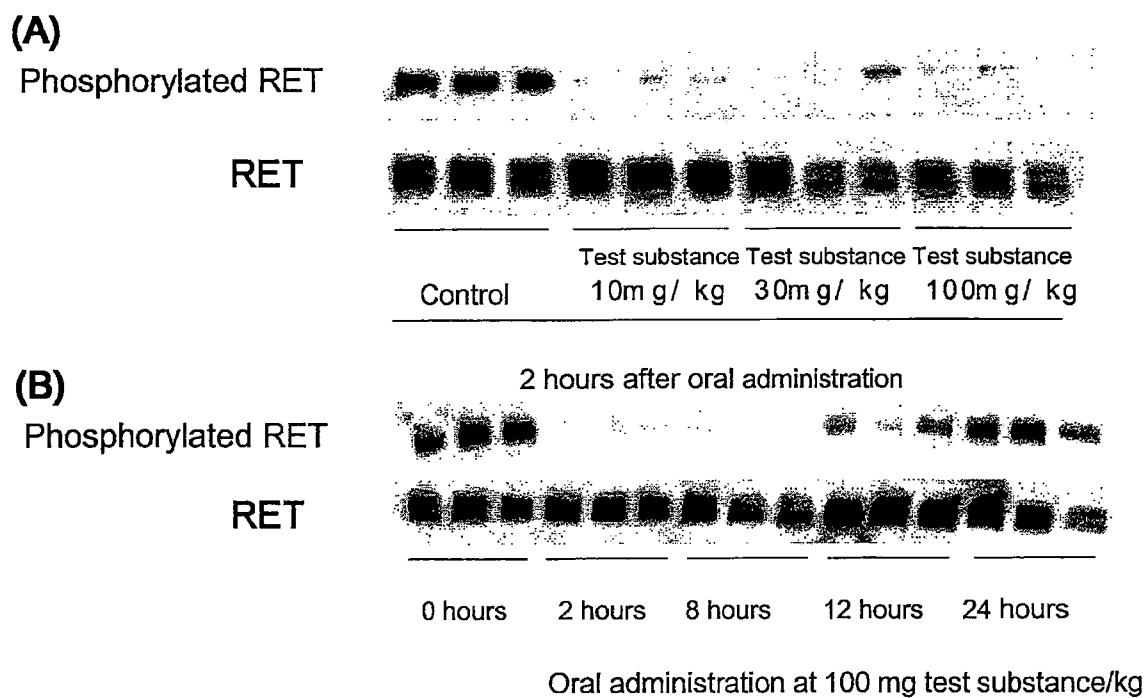 (A)
Phosphorylated RET
RET
Test substance Test substance Test substance
Control 10mg/ kg 30mg/ kg 100mg/ kg
2 hours after oral administration
(B)
Phosphorylated RET
RET
0 hours 2 hours 8 hours 12 hours 24 hours
Oral administration at 100 mg test substance/kg